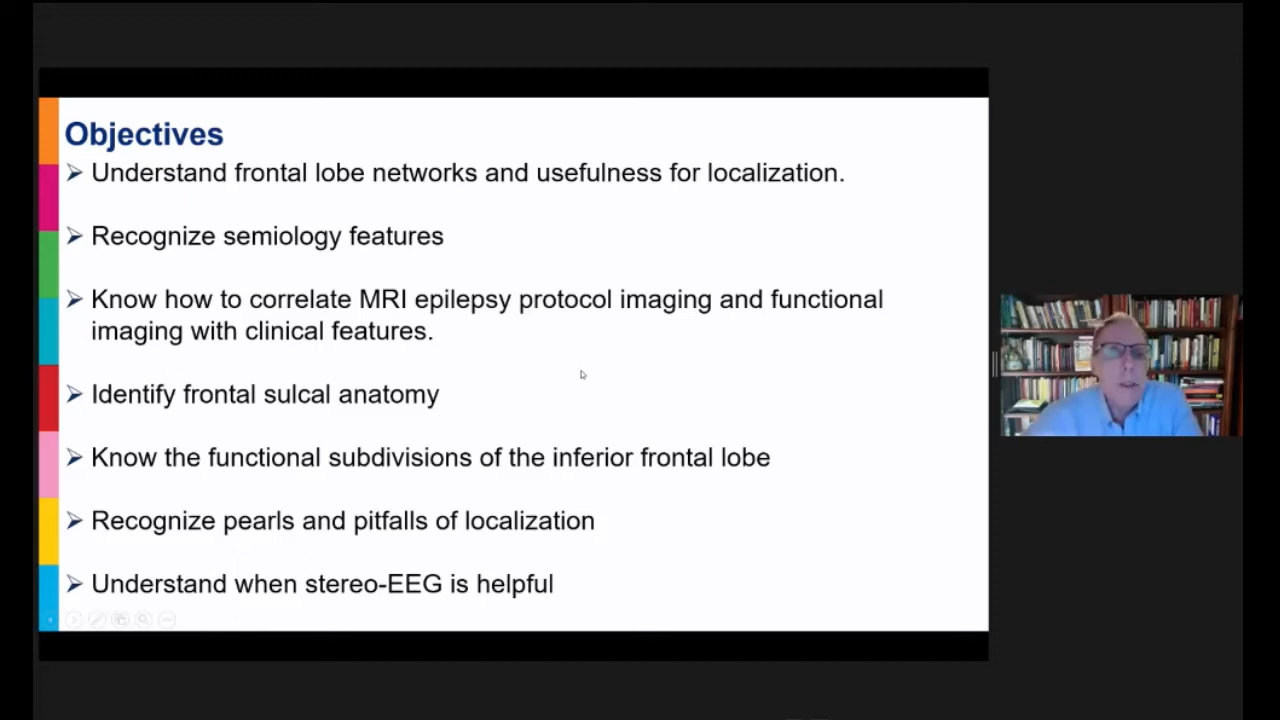 Objectives
Understand frontal lobe networks and usefulness for localization.
Recognize semiology features
Know how to correlate MRI epilepsy protocol imaging and functional
imaging with clinical features.
Identify frontal sulcal anatomy
Know the functional subdivisions of the inferior frontal lobe
Recognize pearls and pitfalls of localization
Understand when stereo-EEG is helpful